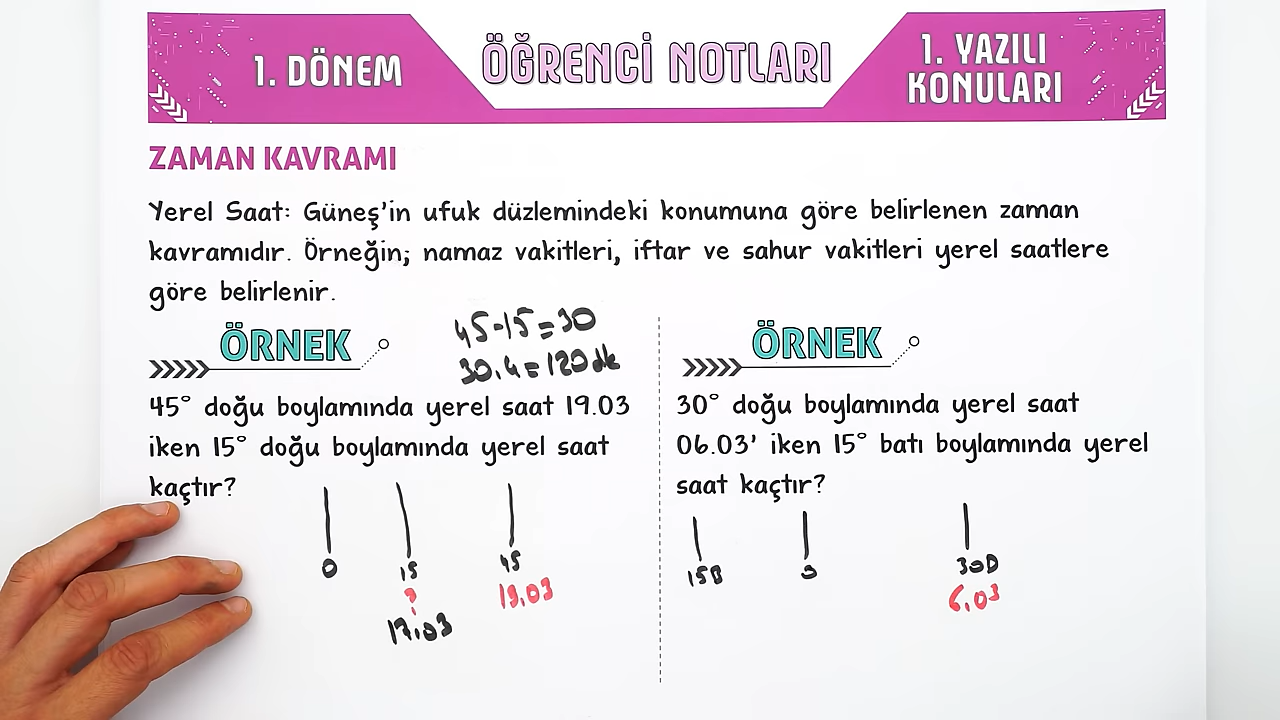 1. DÖNEM
ÖĞRENCİ NOTLARI
1. YAZILI
KONULARI
ZAMAN KAVRAMI
Yerel Saat: Güneş'in ufuk düzlemindeki konumuna göre belirlenen zaman
kavramıdır. Örneğin; namaz vakitleri, iftar ve sahur vakitleri yerel saatlere
göre belirlenir.
ÖRNEK
45-15=30
30.4=120dk
45° doğu boylamında yerel saat 19.03
iken 15° doğu boylamında yerel saat
kaçtır?
0
15
45
?
19.03
17.03
ÖRNEK
30° doğu boylamında yerel saat
06.03' iken 15° batı boylamında yerel
saat kaçtır?
15B
0
30D
6.03